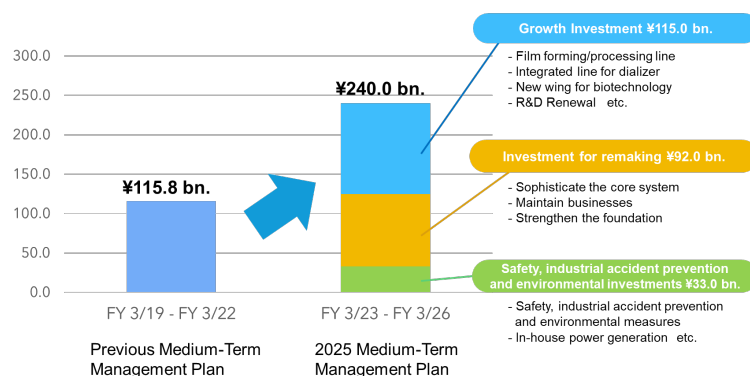 Growth Investment ¥115.0 bn.
- Film forming/processing line
- Integrated line for dializer
- New wing for biotechnology
- R&D Renewal etc.
300.0
250.0
200.0
150.0
100.0
50.0
0.0
¥240.0 bn.
¥115.8 bn.
Investment for remaking ¥92.0 bn.
- Sophisticate the core system
- Maintain businesses
- Strengthen the foundation
Safety, industrial accident prevention
and environmental investments ¥33.0 bn.
- Safety, industrial accident prevention
and environmental measures
- In-house power generation etc.
FY 3/19 - FY 3/22
FY 3/23 - FY 3/26
Previous Medium-Term
Management Plan
2025 Medium-Term
Management Plan